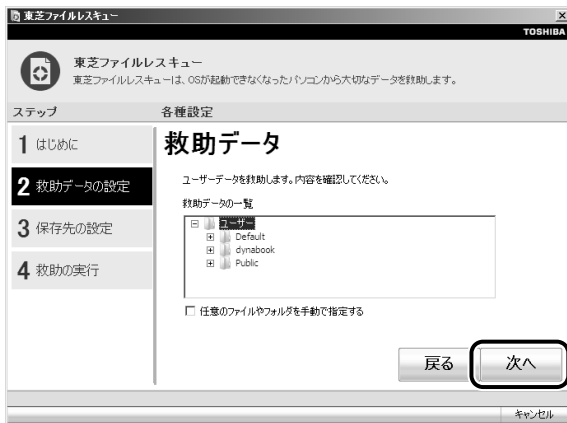 東芝ファイルレスキュー
TOSHIBA
東芝ファイルレスキュー
東芝ファイルレスキューは、OSが起動できなくなったパソコンから大切なデータを救助します。
ステップ
各種設定
1 はじめに
2 救助データの設定
3 保存先の設定
4 救助の実行
救助データ
ユーザーデータを救助します。内容を確認してください。
救助データの一覧
ユーザー
Default
dynabook
Public
任意のファイルやフォルダを手動で指定する
戻る
次へ
キャンセル